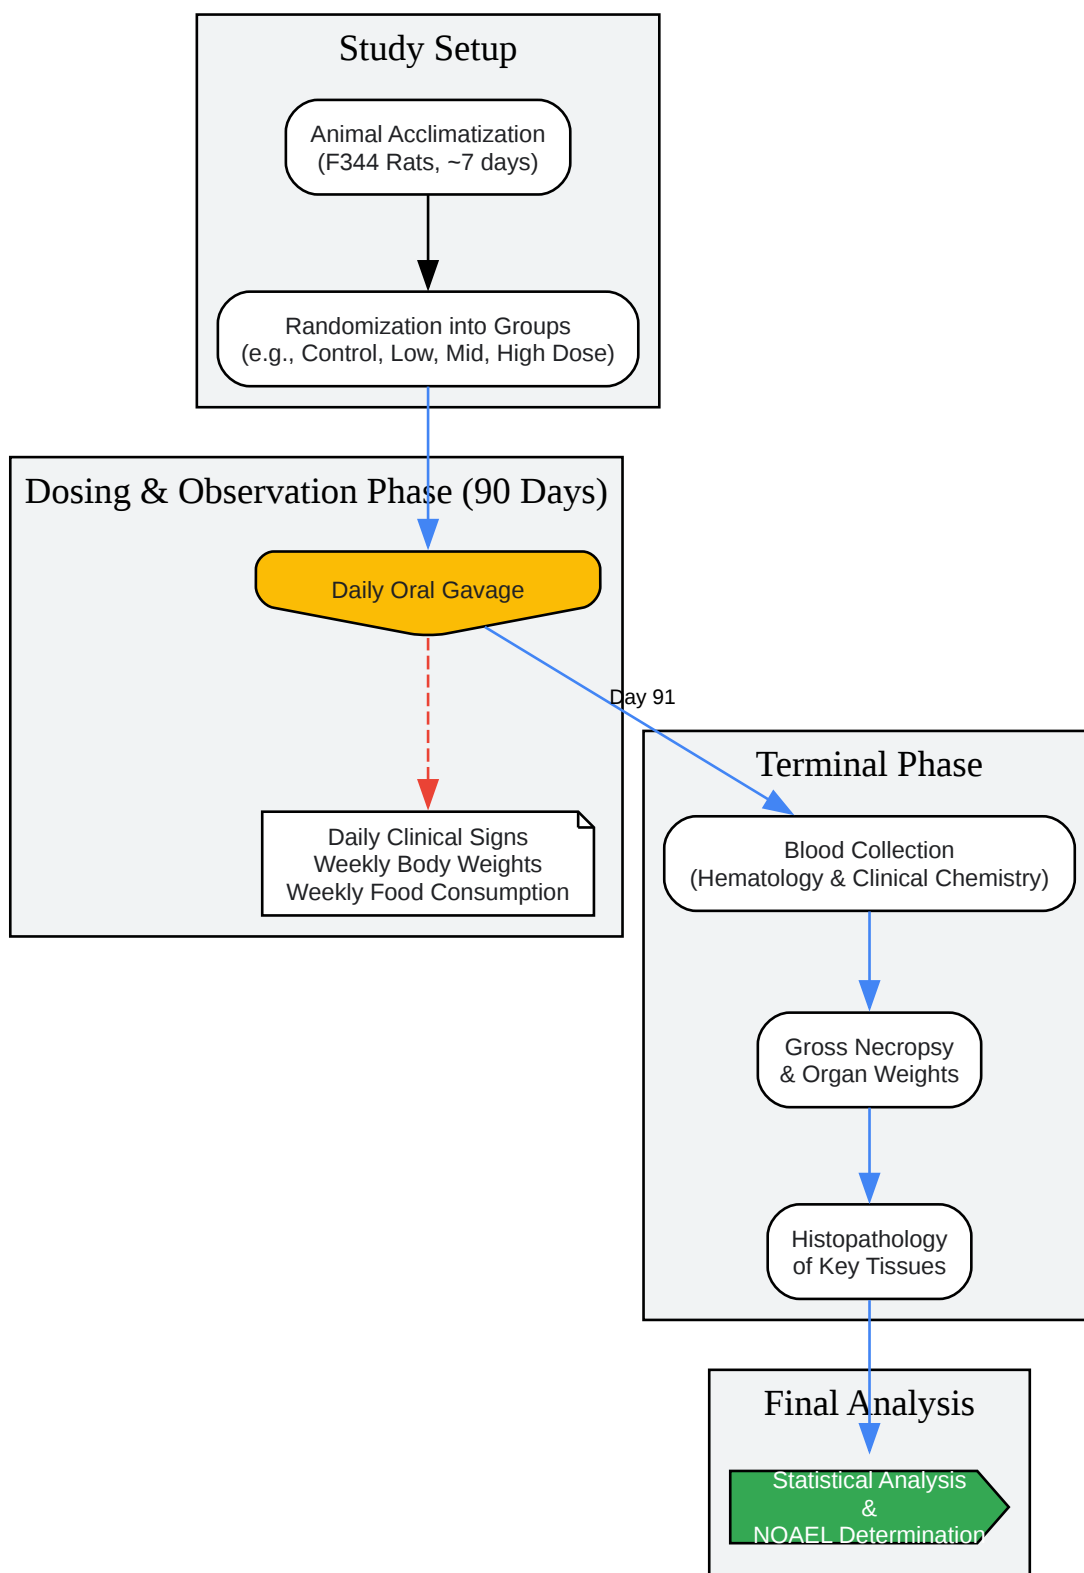 Study Setup
Animal Acclimatization
(F344 Rats, ~7 days)
Randomization into Groups
(e.g., Control, Low, Mid, High Dose)
Dosing & Observation Phase (90 Days)
Daily Oral Gavage
Day 91
Daily Clinical Signs
Weekly Body Weights
Weekly Food Consumption
Terminal Phase
Blood Collection
(Hematology & Clinical Chemistry)
Gross Necropsy
& Organ Weights
Histopathology
of Key Tissues
Final Analysis
Statistical Analysis
&
NOAEL Determination